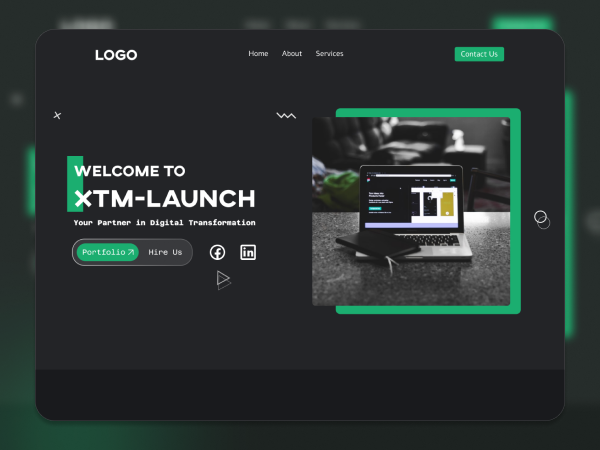 LOGO
Home About Services
Contact Us
WELCOME TO
XTM-LAUNCH
Your Partner in Digital Transformation
Portfolio Hire Us